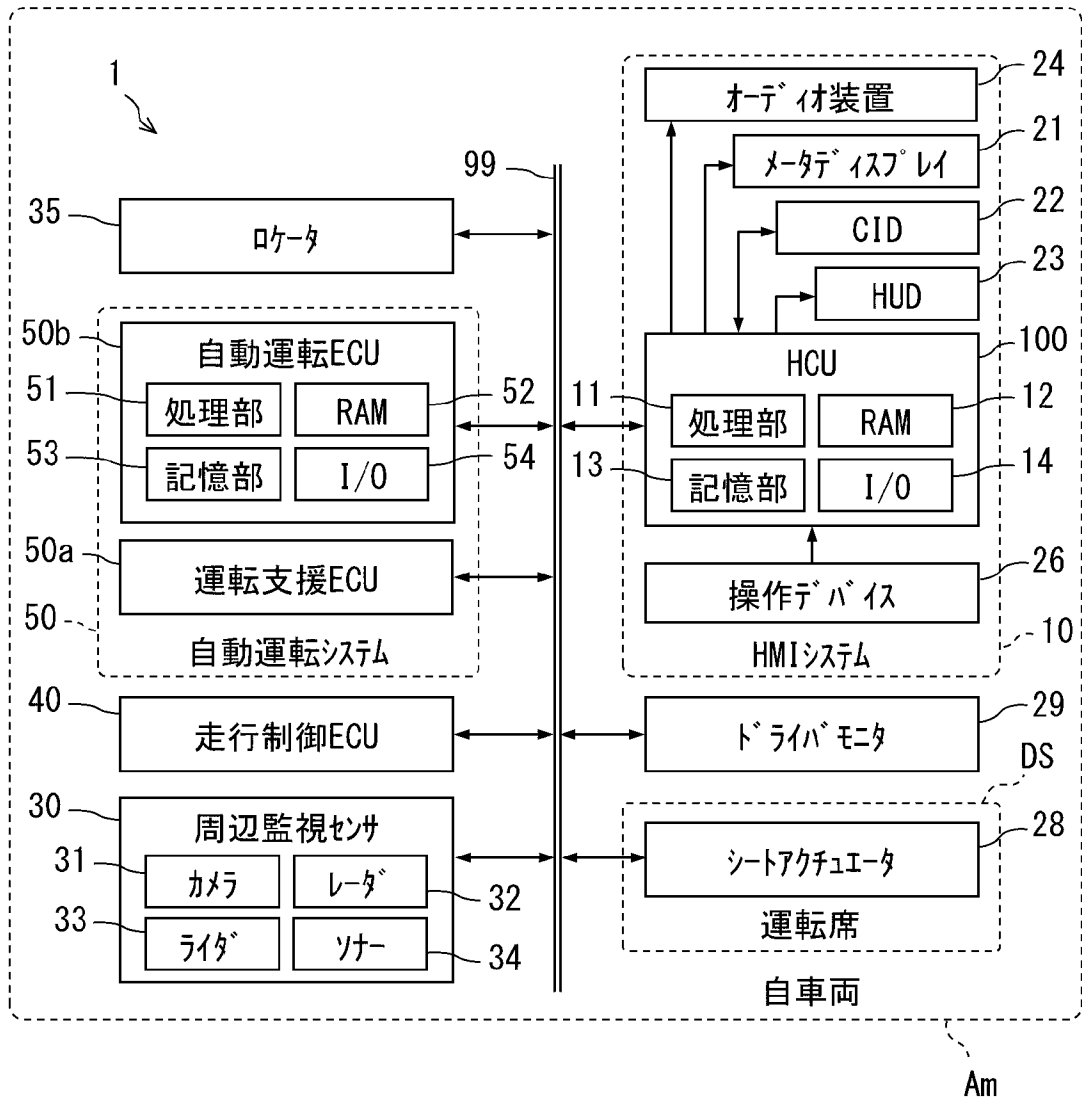 1
24
オーディオ装置
21
メータディスプレイ
99
22
CID
35
ロケータ
23
HUD
50b
自動運転ECU
100
HCU
51
処理部
RAM
52
11
処理部
RAM
12
53
記憶部
I/O
54
13
記憶部
I/O
14
50a
運転支援ECU
26
操作デバイス
50
自動運転システム
HMIシステム
10
40
走行制御ECU
29
ドライバモニタ
DS
30
周辺監視センサ
28
シートアクチュエータ
31
カメラ
レーダ
32
33
ライダ
ソナー
34
運転席
自車両
Am